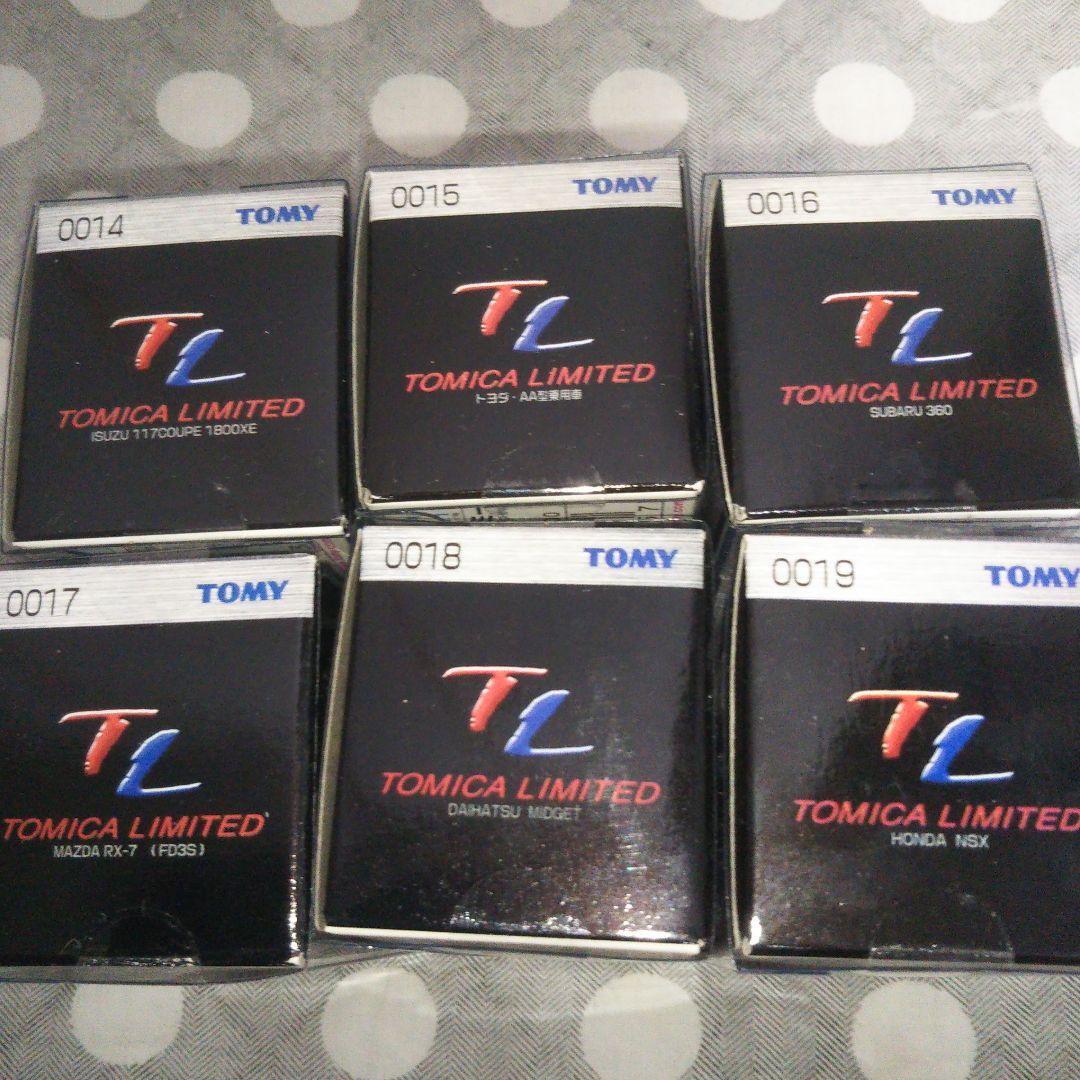 0014 TOMY
TL
TOMICA LIMITED
ISUZU 117COUPE 1800XE
0015 TOMY
TL
TOMICA LIMITED
トヨタ・AA型乗用車
0016 TOMY
TL
TOMICA LIMITED
SUBARU 360
0017 TOMY
TL
TOMICA LIMITED
MAZDA RX-7 (FD3S)
0018 TOMY
TL
TOMICA LIMITED
DAIHATSU MIDGET
0019 TOMY
TL
TOMICA LIMITED
HONDA NSX